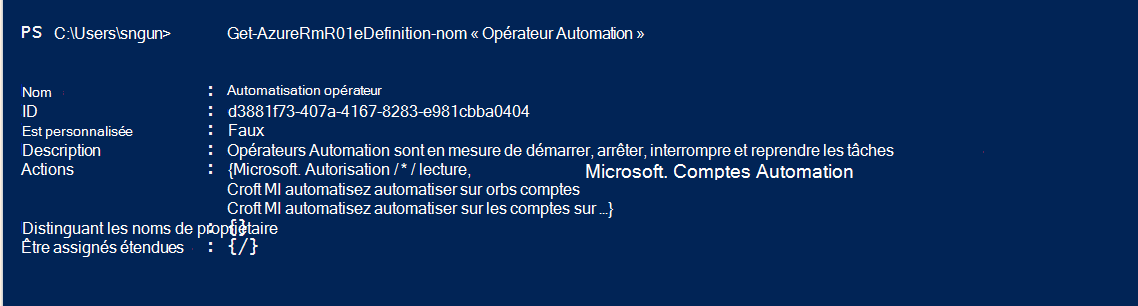 PS C:\Users\sngun> Get-AzureRmR01eDefinition-nom « Opérateur Automation »
Nom : Automatisation opérateur
ID : d3881f73-407a-4167-8283-e981cbba0404
Est personnalisée : Faux
Description : Opérateurs Automation sont en mesure de démarrer, arrêter, interrompre et reprendre les tâches
Actions : {Microsoft. Autorisation / * / lecture, Microsoft. Comptes Automation
Croft MI automatisez automatiser sur orbs comptes
Croft MI automatisez automatiser sur les comptes sur ...}
Distinguant les noms de propriétaire : {}
Être assignés étendues : {/}